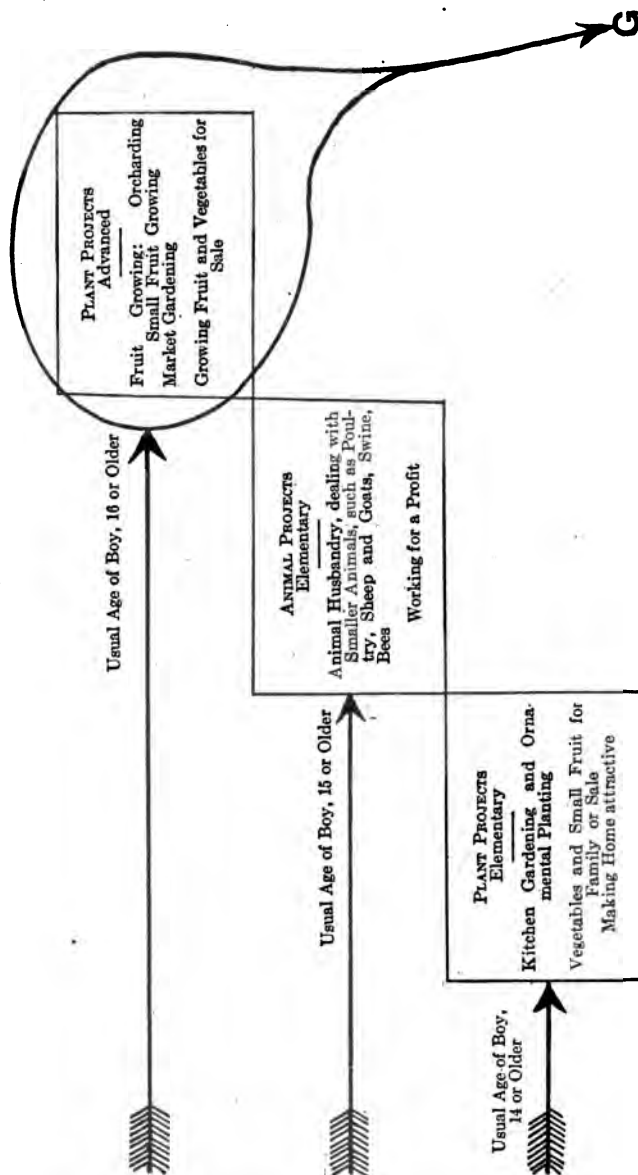 Usual Age of Boy, 16 or Older
PLANT PROJECTS
Advanced
Fruit Growing: Orcharding
Small Fruit Growing
Market Gardening
Growing Fruit and Vegetables for
Sale
Usual Age of Boy, 15 or Older
ANIMAL PROJECTS
Elementary
Animal Husbandry, dealing with
Smaller Animals, such as Poul-
try, Sheep and Goats, Swine,
Bees
Working for a Profit
Usual Age of Boy,
14 or Older
PLANT PROJECTS
Elementary
Kitchen Gardening and Orna-
mental Planting
Vegetables and Small Fruit for
Family or Sale
Making Home attractive
G